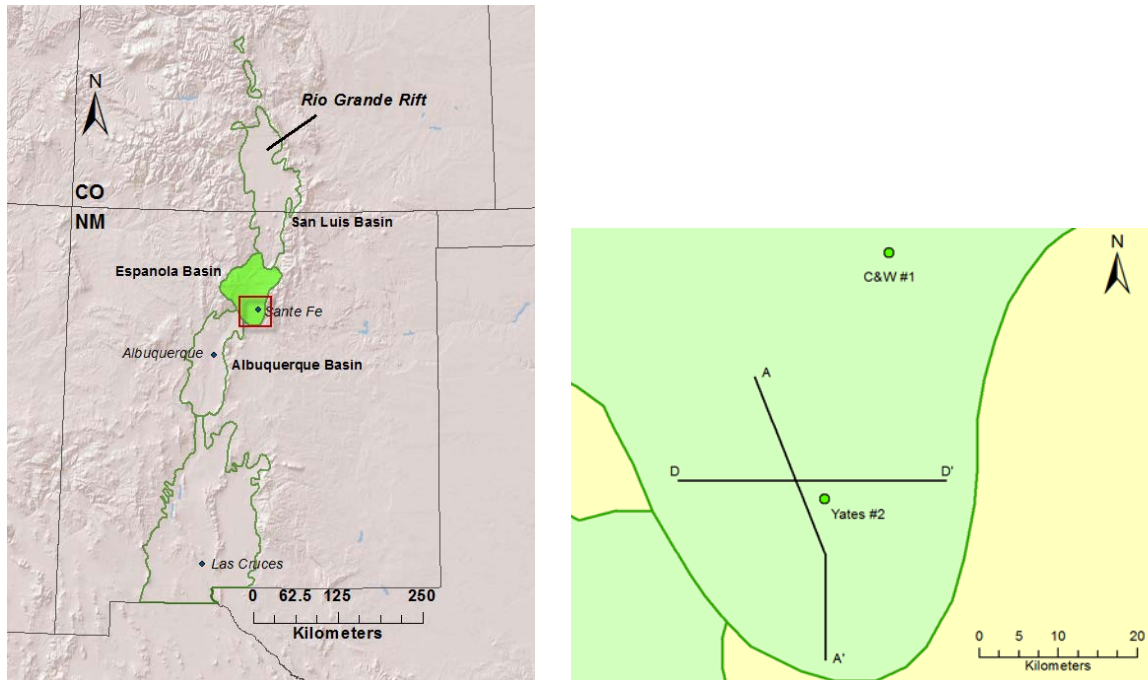 N
Rio Grande Rift
CO
NM
San Luis Basin
Espanola Basin
Sante Fe
Albuquerque
Albuquerque Basin
Las Cruces
0 62.5 125 250
Kilometers
N
C&W #1
A
D D'
Yates #2
A'
0 5 10 20
Kilometers